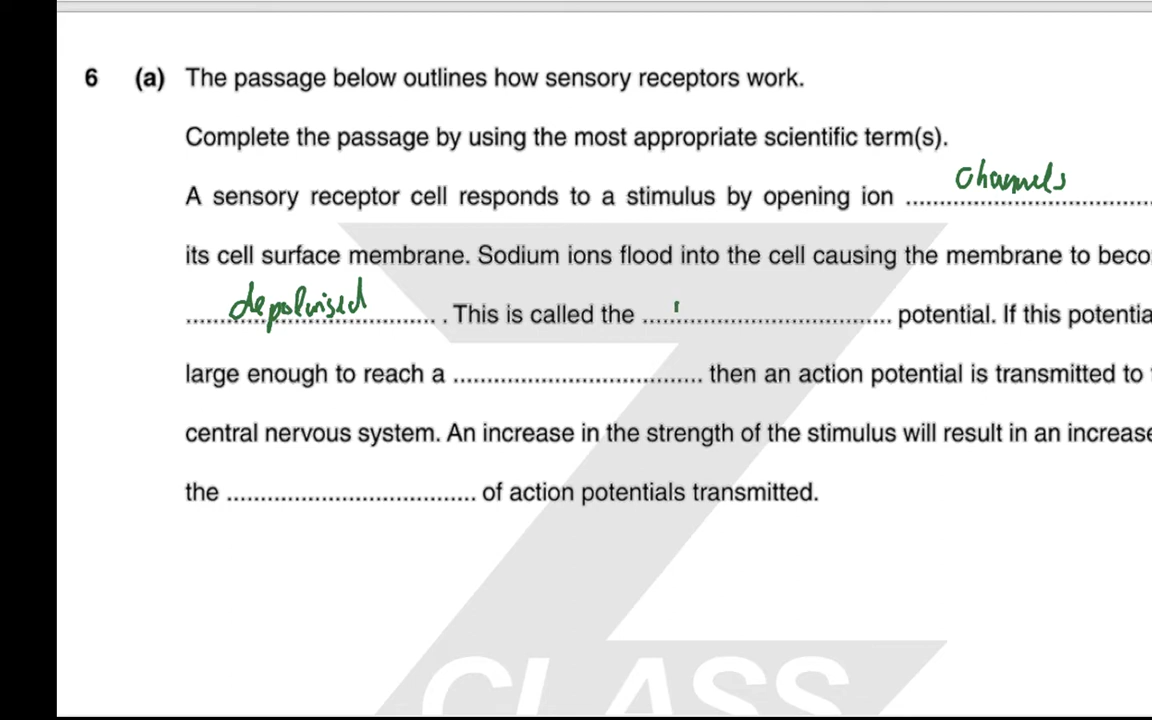 6 (a) The passage below outlines how sensory receptors work.
Complete the passage by using the most appropriate scientific term(s).
channels
A sensory receptor cell responds to a stimulus by opening ion ....................................
its cell surface membrane. Sodium ions flood into the cell causing the membrane to beco
depolarised
..................................... . This is called the ..................................... potential. If this potentia
large enough to reach a ..................................... then an action potential is transmitted to
central nervous system. An increase in the strength of the stimulus will result in an increase
the ..................................... of action potentials transmitted.
Z
CLASS